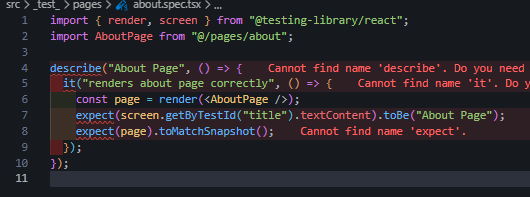 src > _test_ > pages > about.spec.tsx > ...
1 import { render, screen } from "@testing-library/react";
2 import AboutPage from "@/pages/about";
3
4 describe("About Page", () => { Cannot find name 'describe'. Do you need
5 it("renders about page correctly", () => { Cannot find name 'it'. Do y
6 const page = render(<AboutPage />);
7 expect(screen.getByTestId("title").textContent).toBe("About Page");
8 expect(page).toMatchSnapshot(); Cannot find name 'expect'.
9 });
10 });
11